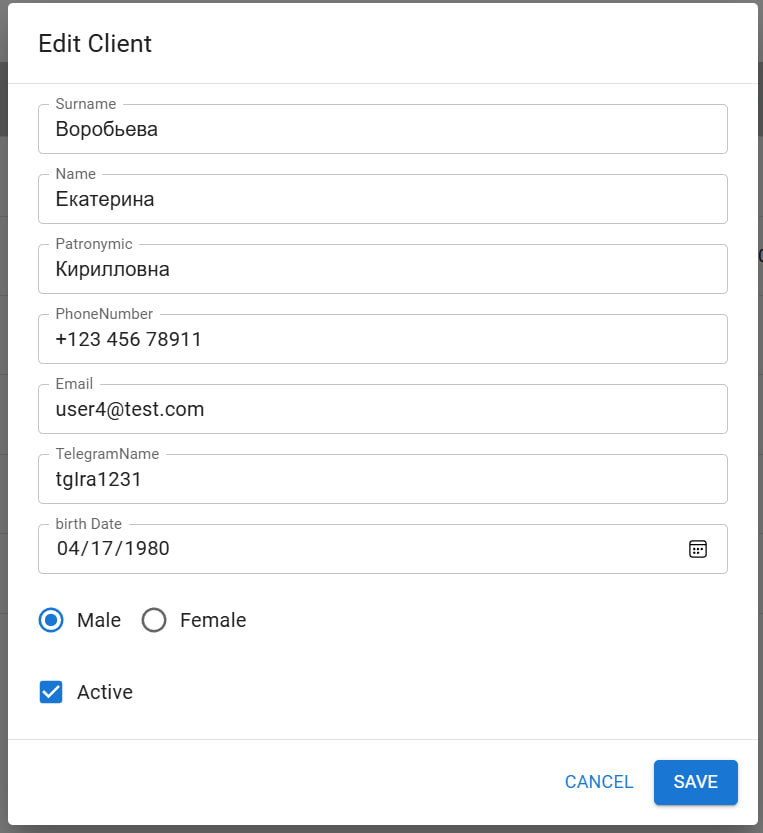 Edit Client
Surname
Воробьева
Name
Екатерина
Patronymic
Кирилловна
PhoneNumber
+123 456 78911
Email
user4@test.com
TelegramName
tgIra1231
birth Date
04/17/1980
Male Female
Active
CANCEL SAVE